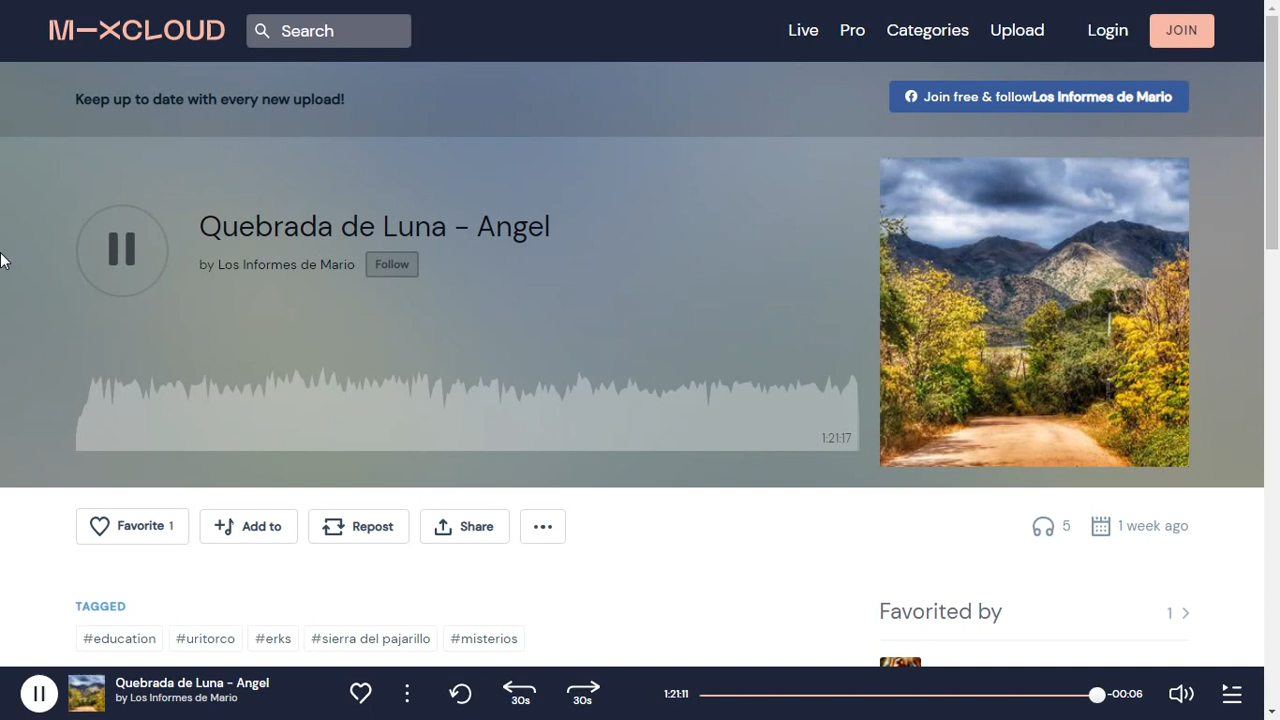 M-XCLOUD
Search
Live
Pro
Categories
Upload
Login
JOIN
Keep up to date with every new upload!
Join free & followLos Informes de Mario
Quebrada de Luna - Angel
by Los Informes de Mario
Follow
1:21:17
Favorite 1
Add to
Repost
Share
5
1 week ago
TAGGED
#education
#uritorco
#erks
#sierra del pajarillo
#misterios
Favorited by
1
Quebrada de Luna - Angel
by Los Informes de Mario
30s
30s
1:21:11
-00:06